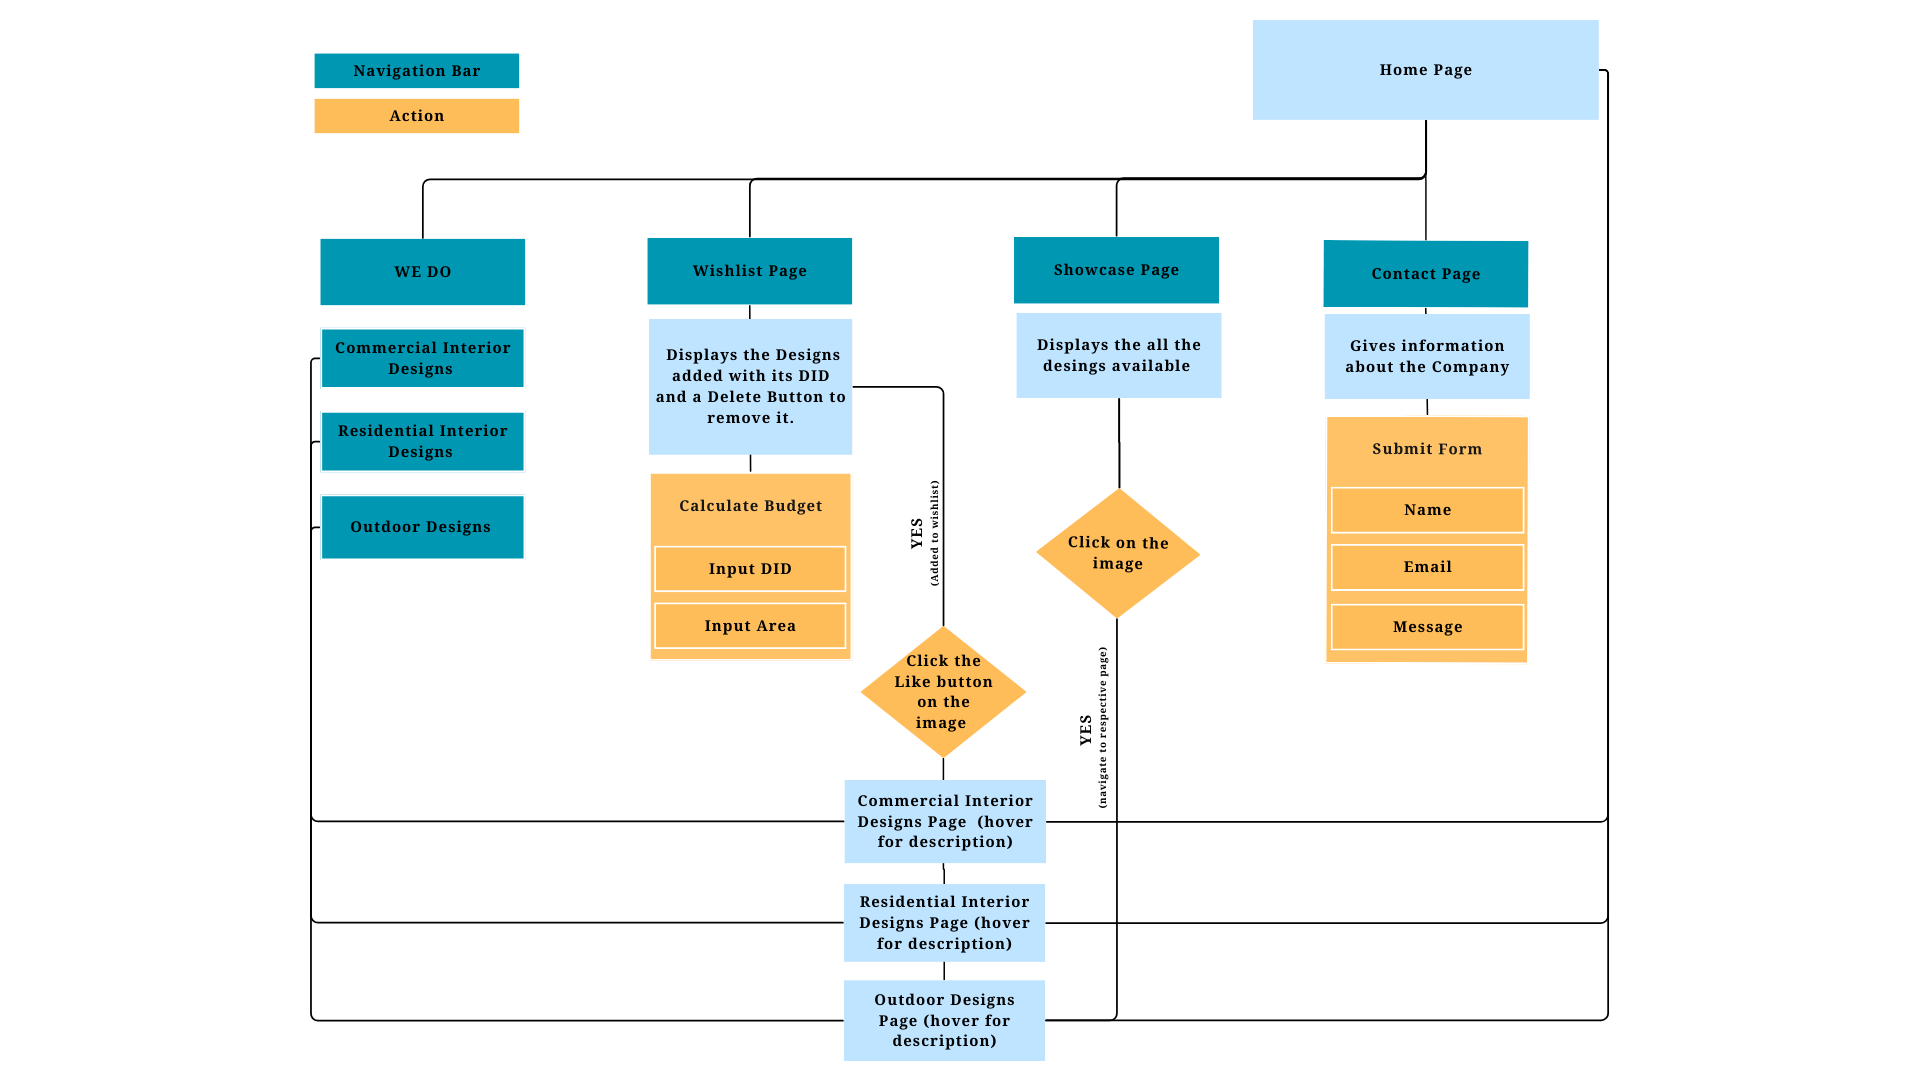 Navigation Bar
Action
Home Page
WE DO
Commercial Interior
Designs
Residential Interior
Designs
Outdoor Designs
Wishlist Page
Displays the Designs
added with its DID
and a Delete Button to
remove it.
Calculate Budget
Input DID
Input Area
YES
(Added to wishlist)
Click the
Like button
on the
image
Showcase Page
Displays the all the
desings available
Click on the
image
YES
(navigate to respective page)
Contact Page
Gives information
about the Company
Submit Form
Name
Email
Message
Commercial Interior
Designs Page (hover
for description)
Residential Interior
Designs Page (hover
for description)
Outdoor Designs
Page (hover for
description)